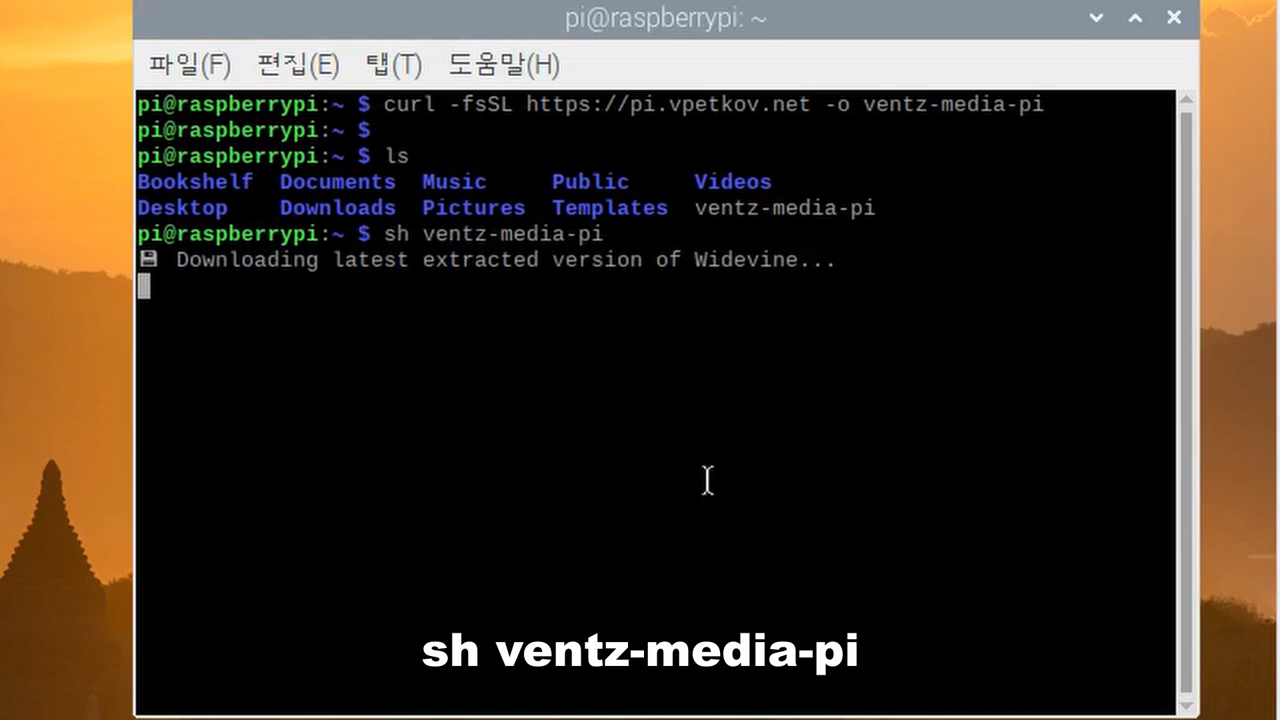 pi@raspberrypi: ~
파일(F) 편집(E) 탭(T) 도움말(H)
pi@raspberrypi:~ $ curl -fsSL https://pi.vpetkov.net -o ventz-media-pi
pi@raspberrypi:~ $
pi@raspberrypi:~ $ ls
Bookshelf Documents Music Public Videos
Desktop Downloads Pictures Templates ventz-media-pi
pi@raspberrypi:~ $ sh ventz-media-pi
💾 Downloading latest extracted version of Widevine...
sh ventz-media-pi